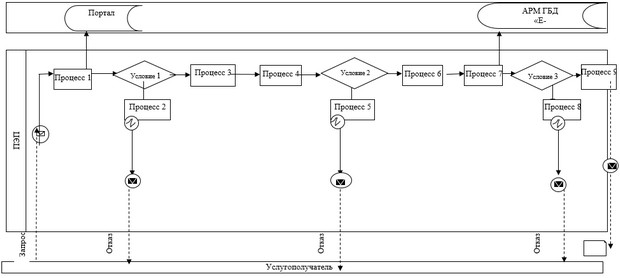 Портал
АРМ ГБД
«Е-
Процесс 1
Условие 1
Процесс 3
Процесс 4
Условие 2
Процесс 6
Процесс 7
Условие 3
Процесс 9
Процесс 2
Процесс 5
Процесс 8
ПЭП
Запрос
Отказ
Отказ
Отказ
Услугополучатель